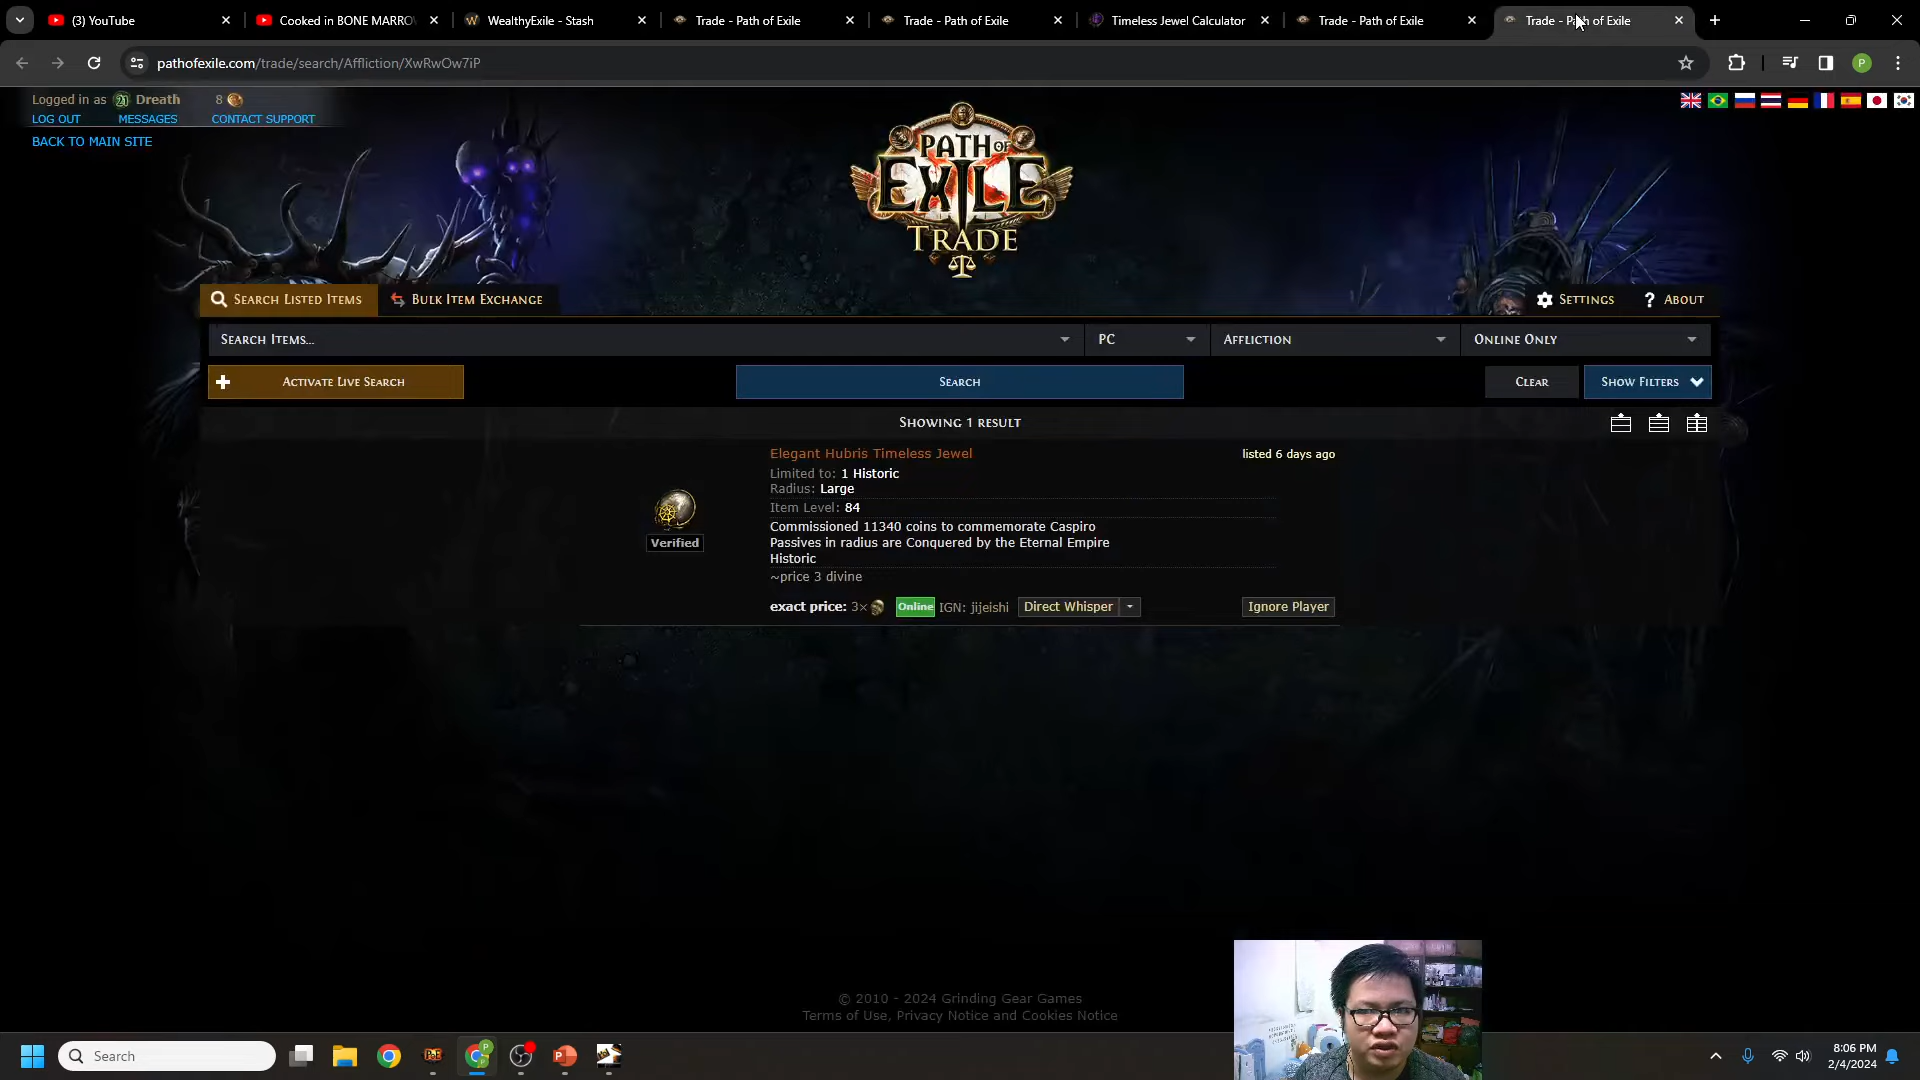 (3) YouTube
Cooked in BONE MARRO
WealthyExile - Stash
Trade - Path of Exile
Trade - Path of Exile
Timeless Jewel Calculator
Trade - Path of Exile
Trade - Path of Exile
pathofexile.com/trade/search/Affliction/XwRwOw7iP
P
Logged in as Dreath 8
LOG OUT MESSAGES CONTACT SUPPORT
BACK TO MAIN SITE
PATH OF
EXILE
TRADE
Search Listed Items
Bulk Item Exchange
Settings
? About
Search Items...
PC
Affliction
Online Only
Activate Live Search
Search
Clear
Show Filters
Showing 1 result
Elegant Hubris Timeless Jewel
listed 6 days ago
Limited to: 1 Historic
Radius: Large
Item Level: 84
Commissioned 11340 coins to commemorate Caspiro
Passives in radius are Conquered by the Eternal Empire
Historic
~price 3 divine
Verified
exact price: 3× Online IGN: jijeishi Direct Whisper
Ignore Player
© 2010 - 2024 Grinding Gear Games
Terms of Use, Privacy Notice and Cookies Notice
Search
8:06 PM
2/4/2024